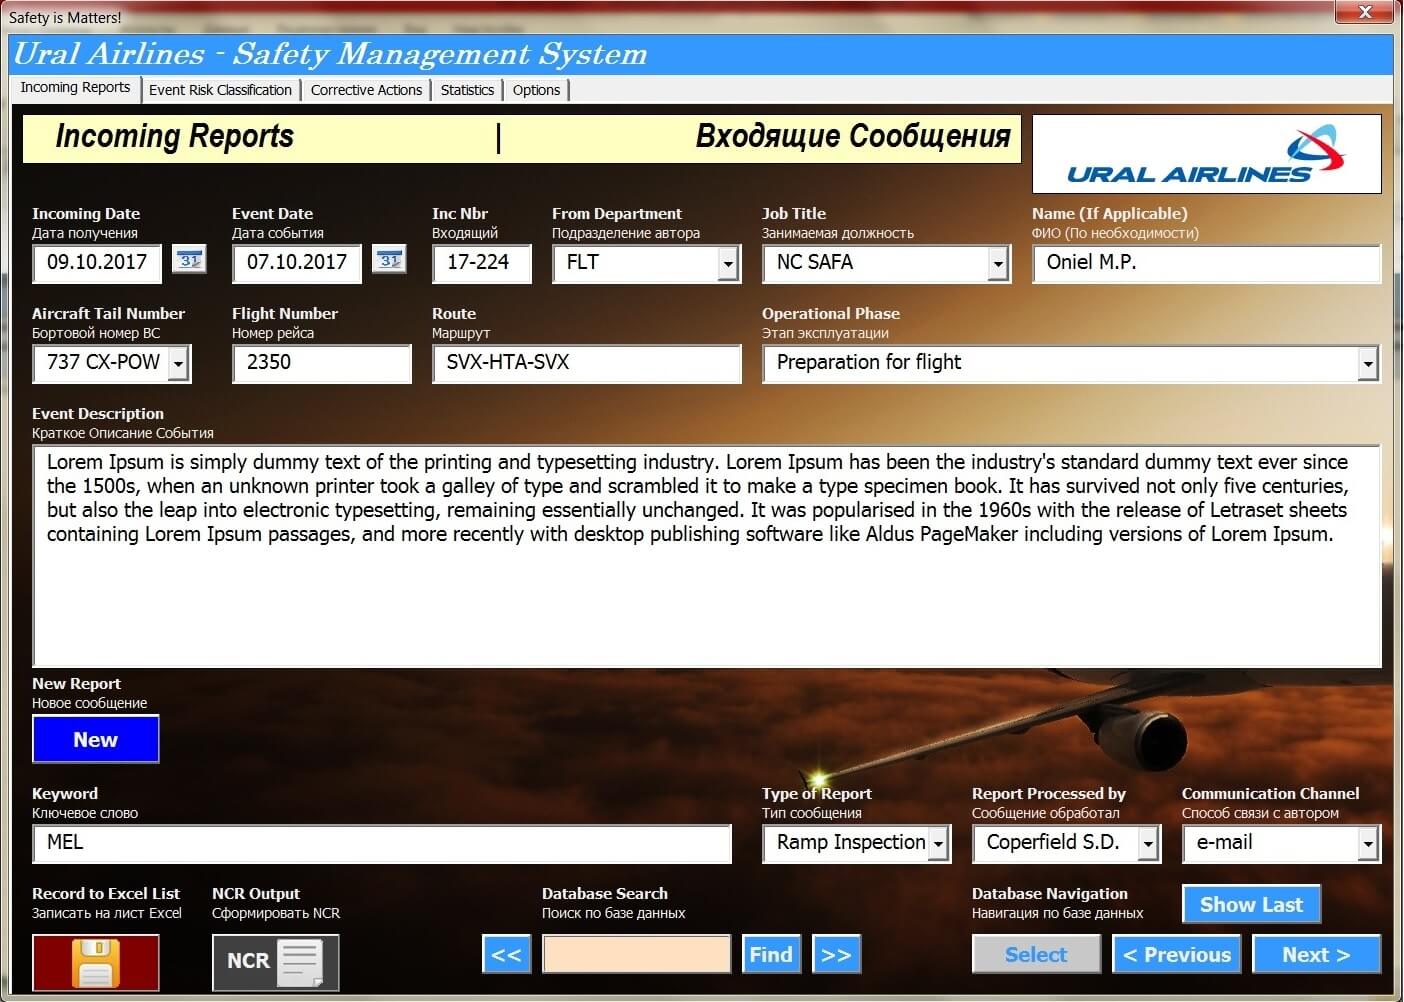 Safety is Matters!
X
Ural Airlines - Safety Management System
Incoming Reports
Event Risk Classification
Corrective Actions
Statistics
Options
Incoming Reports | Входящие Сообщения
URAL AIRLINES
Incoming Date
Дата получения
09.10.2017
31
Event Date
Дата события
07.10.2017
31
Inc Nbr
Входящий
17-224
From Department
Подразделение автора
FLT
Job Title
Занимаемая должность
NC SAFA
Name (If Applicable)
ФИО (По необходимости)
Oniel M.P.
Aircraft Tail Number
Бортовой номер ВС
737 CX-POW
Flight Number
Номер рейса
2350
Route
Маршрут
SVX-HTA-SVX
Operational Phase
Этап эксплуатации
Preparation for flight
Event Description
Краткое Описание События
Lorem Ipsum is simply dummy text of the printing and typesetting industry. Lorem Ipsum has been the industry's standard dummy text ever since
the 1500s, when an unknown printer took a galley of type and scrambled it to make a type specimen book. It has survived not only five centuries,
but also the leap into electronic typesetting, remaining essentially unchanged. It was popularised in the 1960s with the release of Letraset sheets
containing Lorem Ipsum passages, and more recently with desktop publishing software like Aldus PageMaker including versions of Lorem Ipsum.
New Report
Новое сообщение
New
Keyword
Ключевое слово
MEL
Type of Report
Тип сообщения
Ramp Inspection
Report Processed by
Сообщение обработал
Coperfield S.D.
Communication Channel
Способ связи с автором
e-mail
Record to Excel List
Записать на лист Excel
NCR Output
Сформировать NCR
NCR
Database Search
Поиск по базе данных
<<
Find
>>
Database Navigation
Навигация по базе данных
Show Last
Select
< Previous
Next >